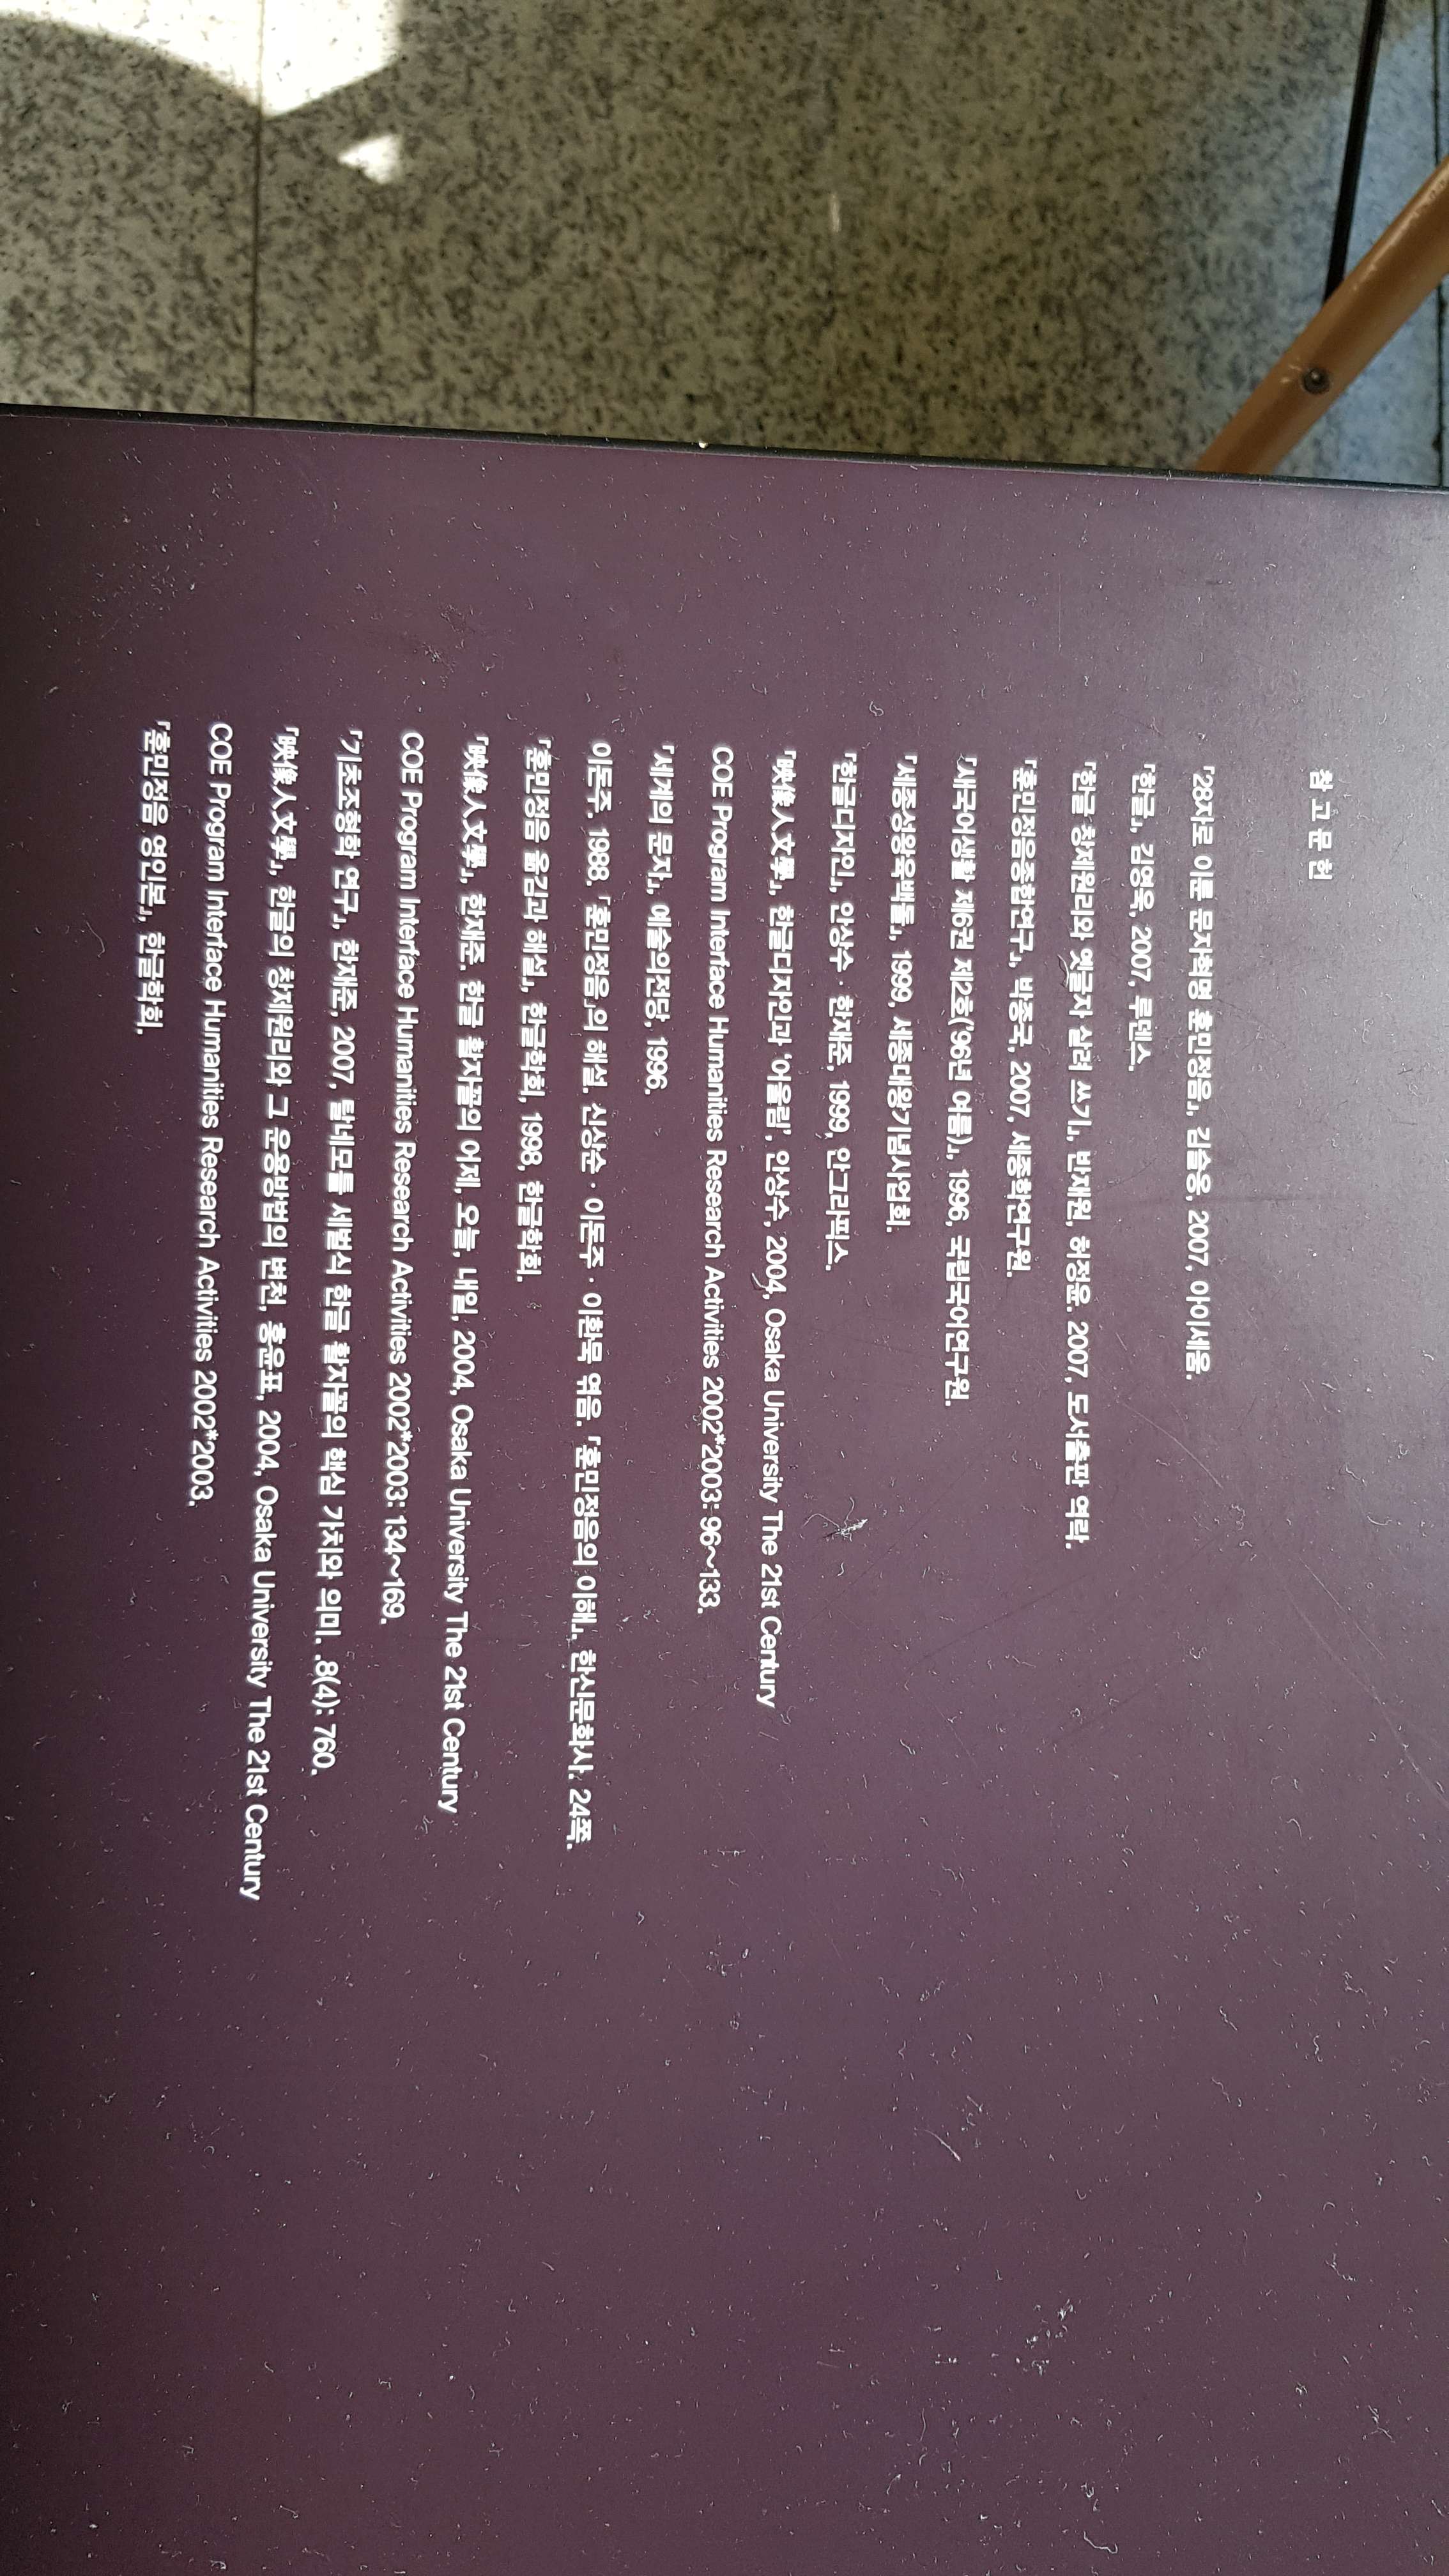 참고문헌
「28자로 이룬 문자혁명 훈민정음」, 김슬옹, 2007, 아이세움.
「한글」, 김영욱, 2007, 루덴스.
「한글 창제원리와 옛글자 살려 쓰기」, 반재원, 허정윤. 2007, 도서출판 역락.
「훈민정음종합연구」, 박종국, 2007, 세종학연구원.
「새국어생활 제6권 제2호('96년 여름)」, 1996, 국립국어연구원.
「세종성왕육백돌」, 1999, 세종대왕기념사업회.
「한글디자인」, 안상수 · 한재준, 1999, 안그라픽스.
「映像人文學」, 한글디자인과 '어울림', 안상수, 2004, Osaka University The 21st Century
COE Program Interface Humanities Research Activities 2002*2003: 96~133.
「세계의 문자」, 예술의전당, 1996.
이돈주. 1988. 「훈민정음」의 해설. 신상순 · 이돈주 · 이환묵 엮음. 「훈민정음의 이해」. 한신문화사. 24쪽.
「훈민정음 옮김과 해설」, 한글학회, 1998, 한글학회.
「映像人文學」, 한재준. 한글 활자꼴의 어제, 오늘, 내일, 2004, Osaka University The 21st Century
COE Program Interface Humanities Research Activities 2002*2003: 134~169.
「기초조형학 연구」, 한재준, 2007, 탈네모틀 세벌식 한글 활자꼴의 핵심 가치와 의미. .8(4): 760.
「映像人文學」, 한글의 창제원리와 그 운용방법의 변천, 홍윤표, 2004, Osaka University The 21st Century
COE Program Interface Humanities Research Activities 2002*2003.
「훈민정음 영인본」, 한글학회,